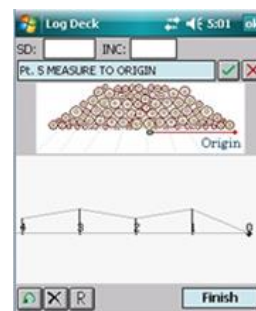 Log Deck 5:01 ok
SD: INC:
Pt. 5 MEASURE TO ORIGIN
Origin
4 3 2 1 0
R Finish